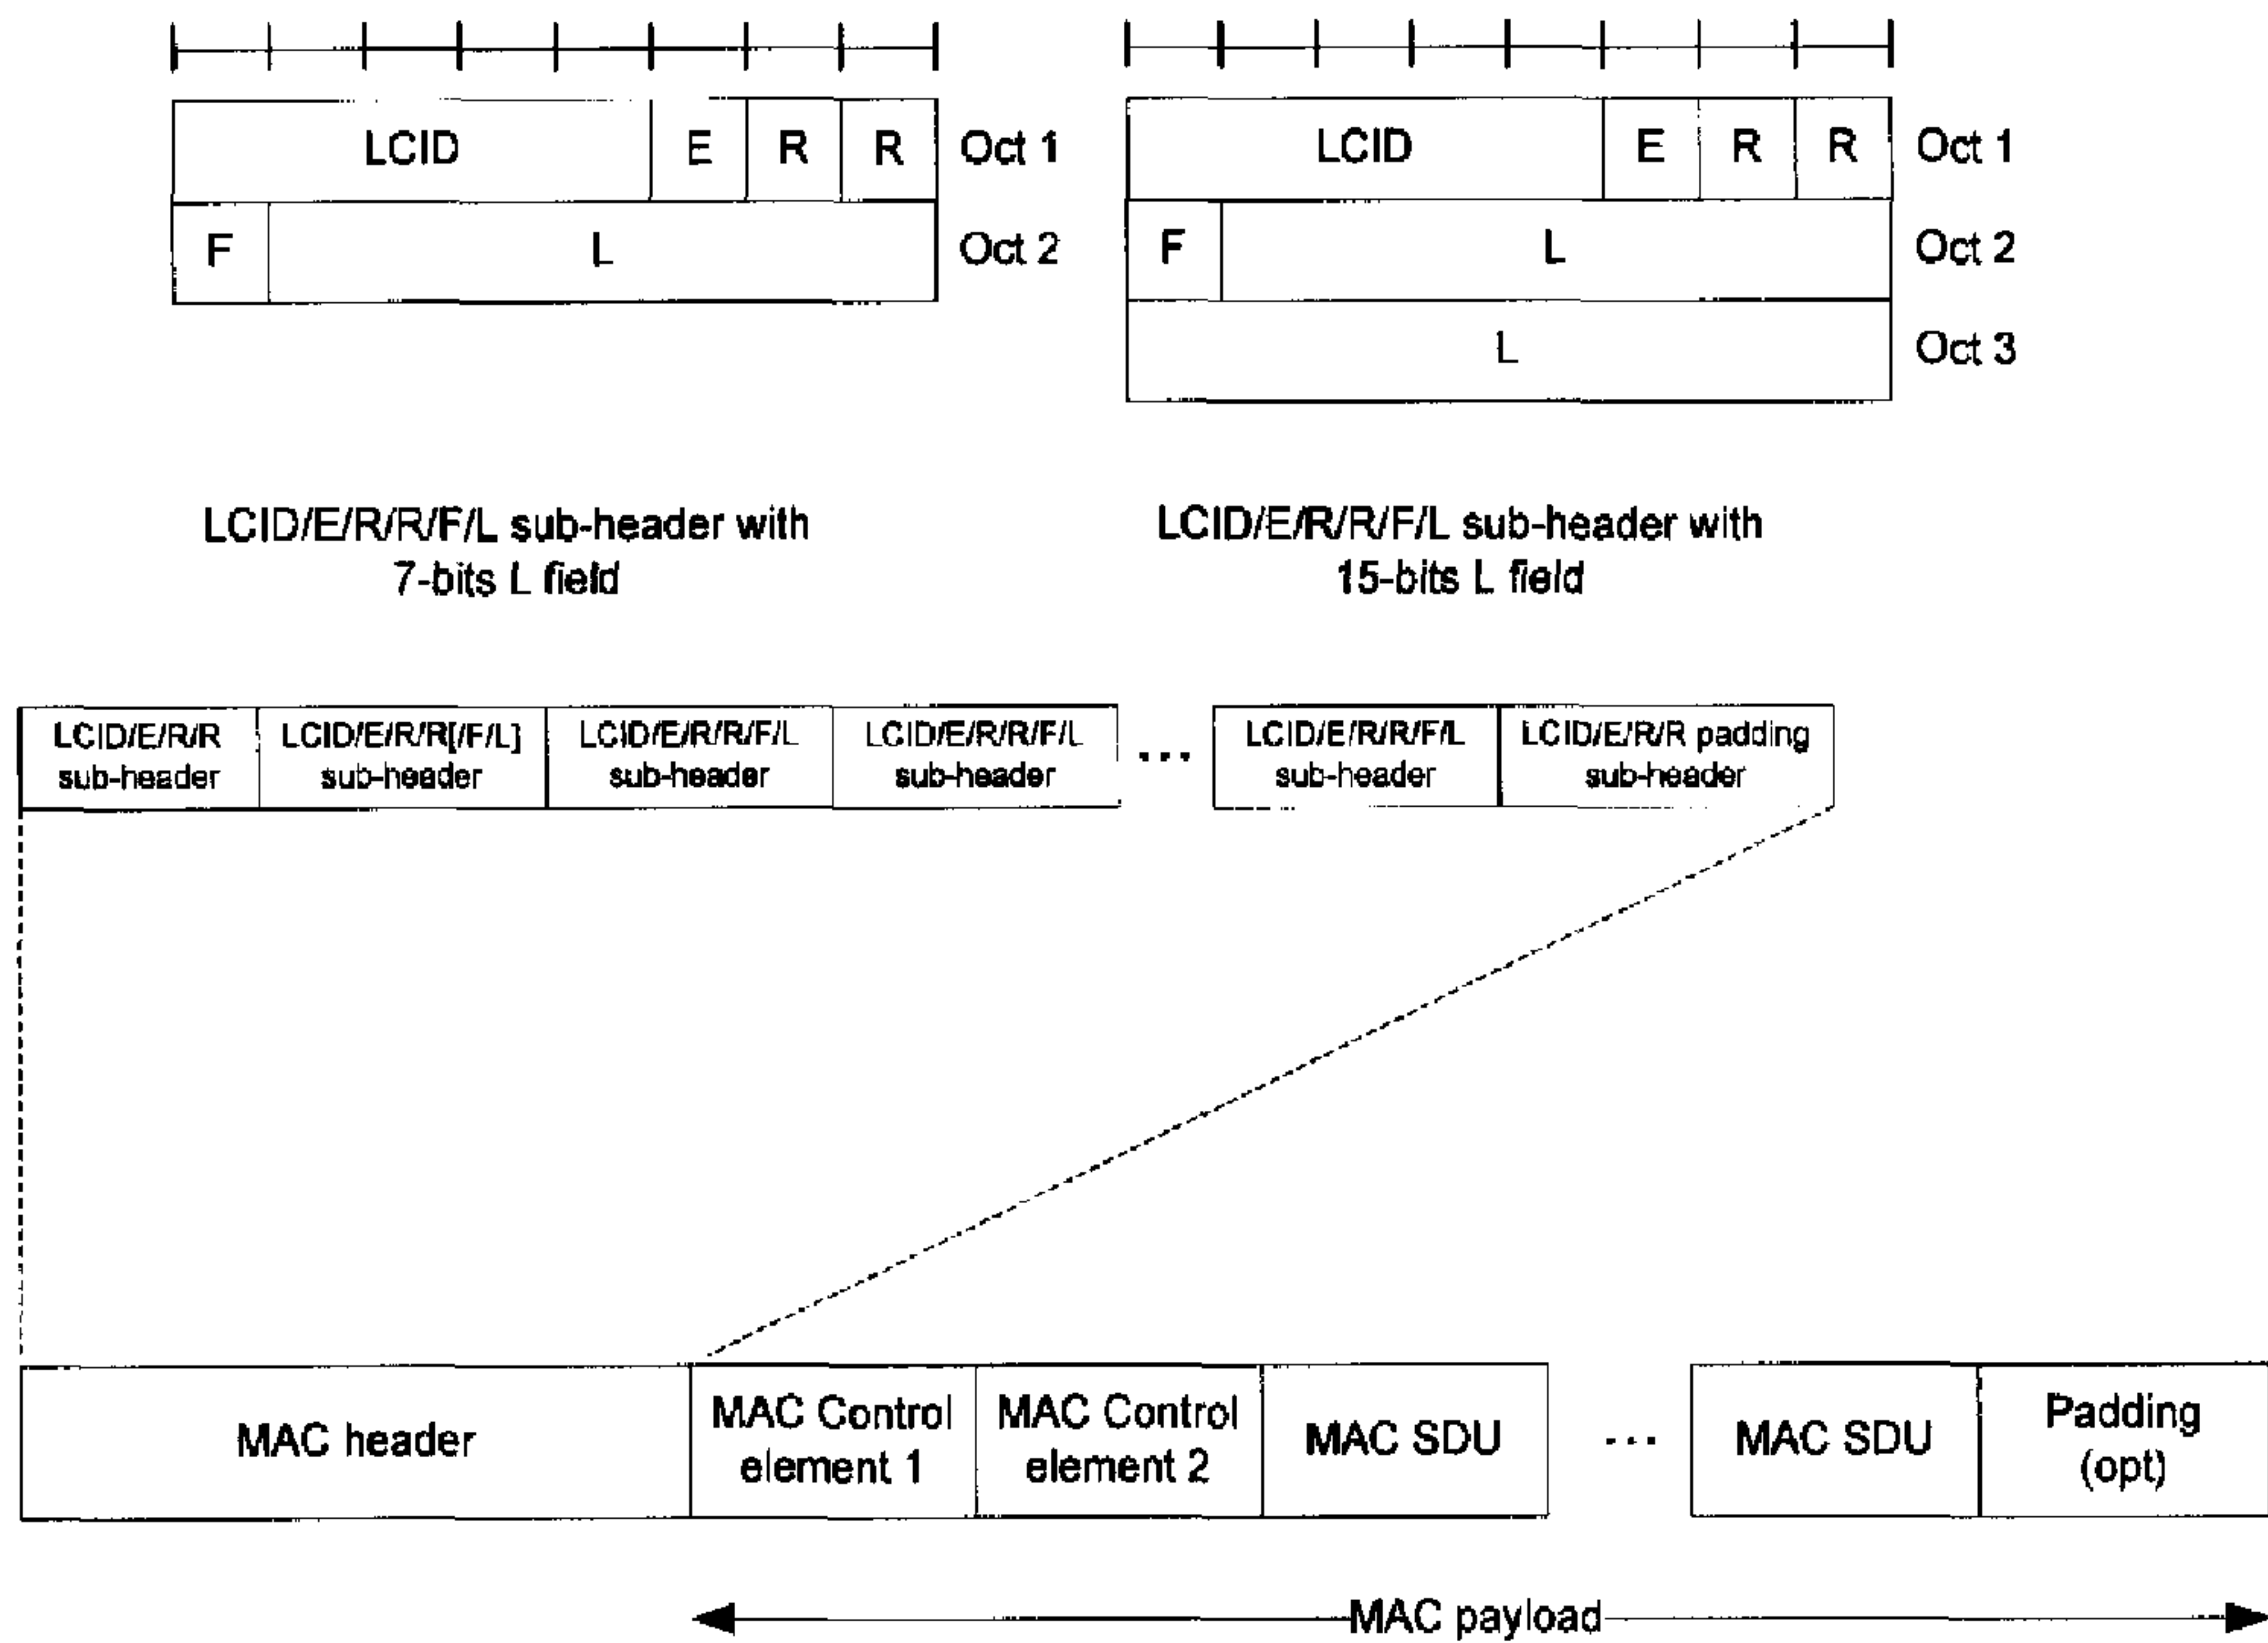 LCID E R R Oct 1
F L Oct 2
LCID/E/R/R/F/L sub-header with
7-bits L field
LCID E R R Oct 1
F L Oct 2
L Oct 3
LCID/E/R/R/F/L sub-header with
15-bits L field
LCID/E/R/R
sub-header
LCID/E/R/R[/F/L]
sub-header
LCID/E/R/R/F/L
sub-header
LCID/E/R/R/F/L
sub-header
...
LCID/E/R/R/F/L
sub-header
LCID/E/R/R padding
sub-header
MAC header
MAC Control
element 1
MAC Control
element 2
MAC SDU
...
MAC SDU
Padding
(opt)
MAC payload